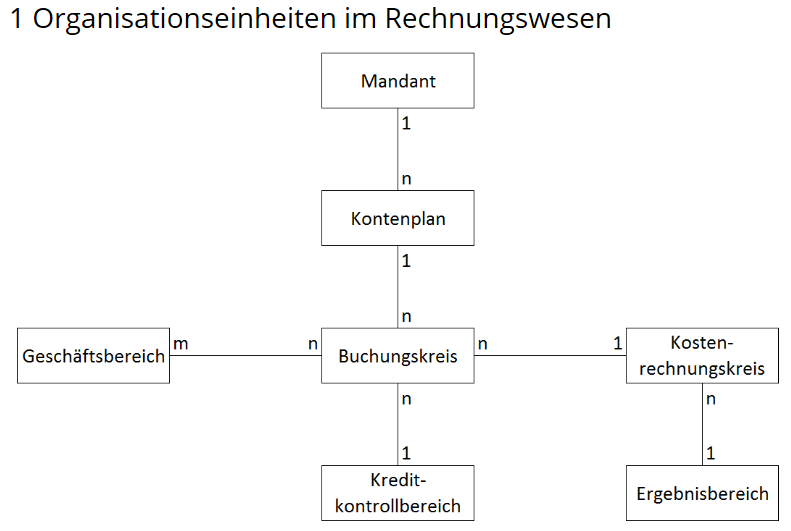 1 Organisationseinheiten im Rechnungswesen
Mandant
1
n
Kontenplan
1
n
Geschäftsbereich
m
n
Buchungskreis
n
1
Kosten-
rechnungskreis
n
1
Kredit-
kontrollbereich
n
1
Ergebnisbereich